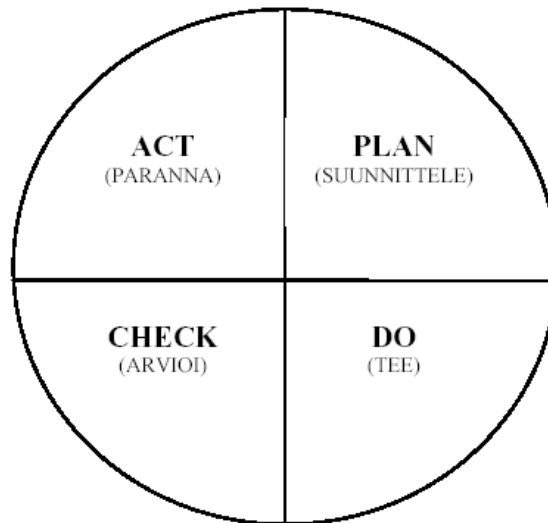 ACT
(PARANNA)
PLAN
(SUUNNITTELE)
CHECK
(ARVIOI)
DO
(TEE)